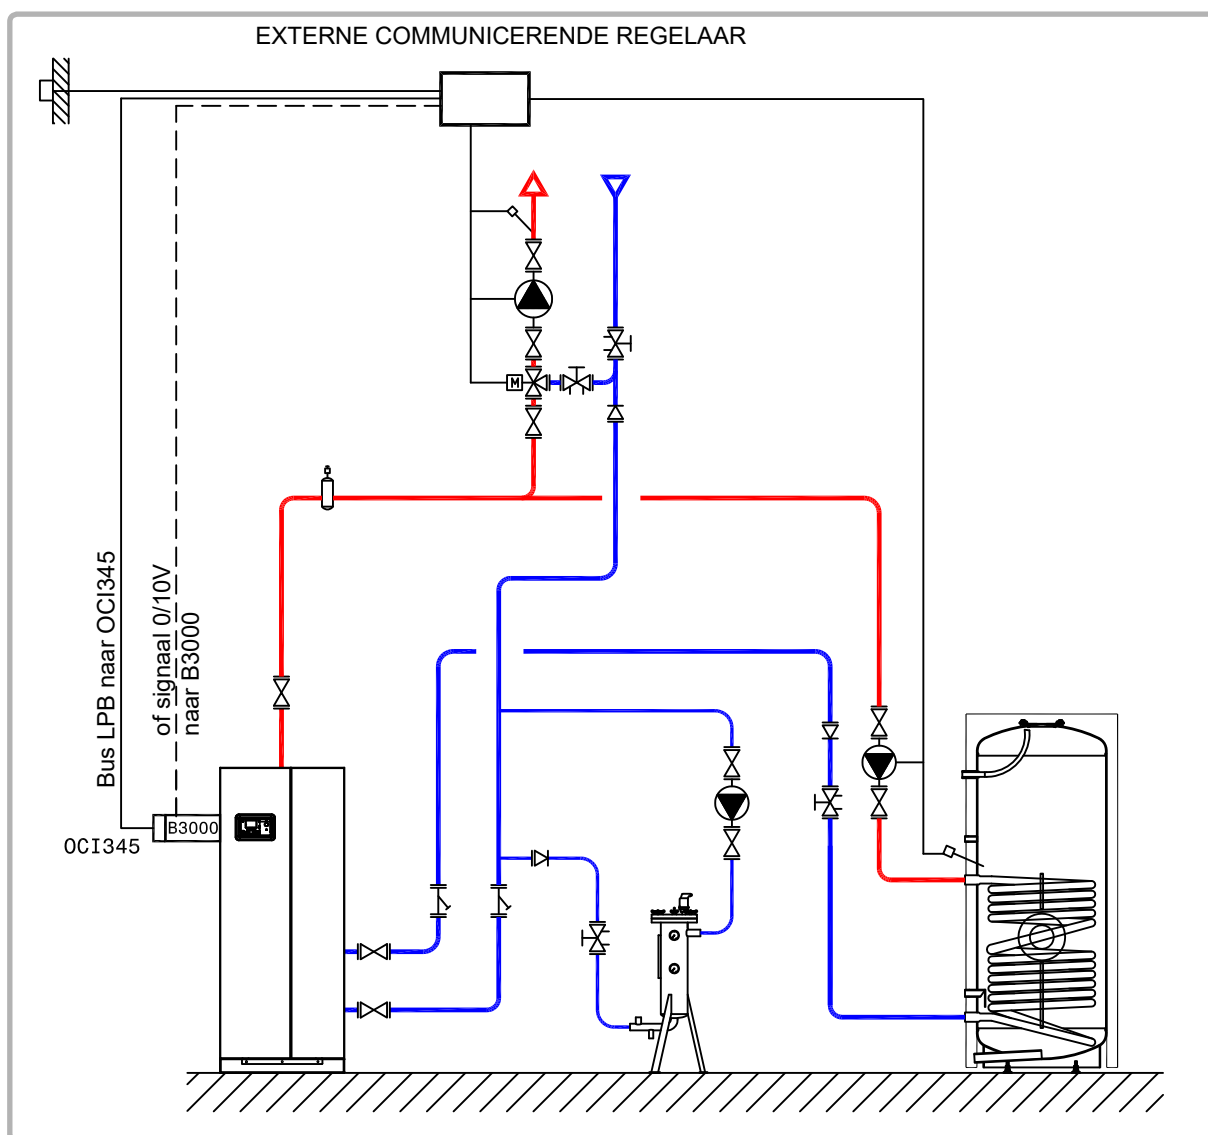 EXTERNE COMMUNICERENDE REGELAAR
M
Bus LPB naar OCI345
of signaal 0/10V
naar B3000
B3000
OCI345